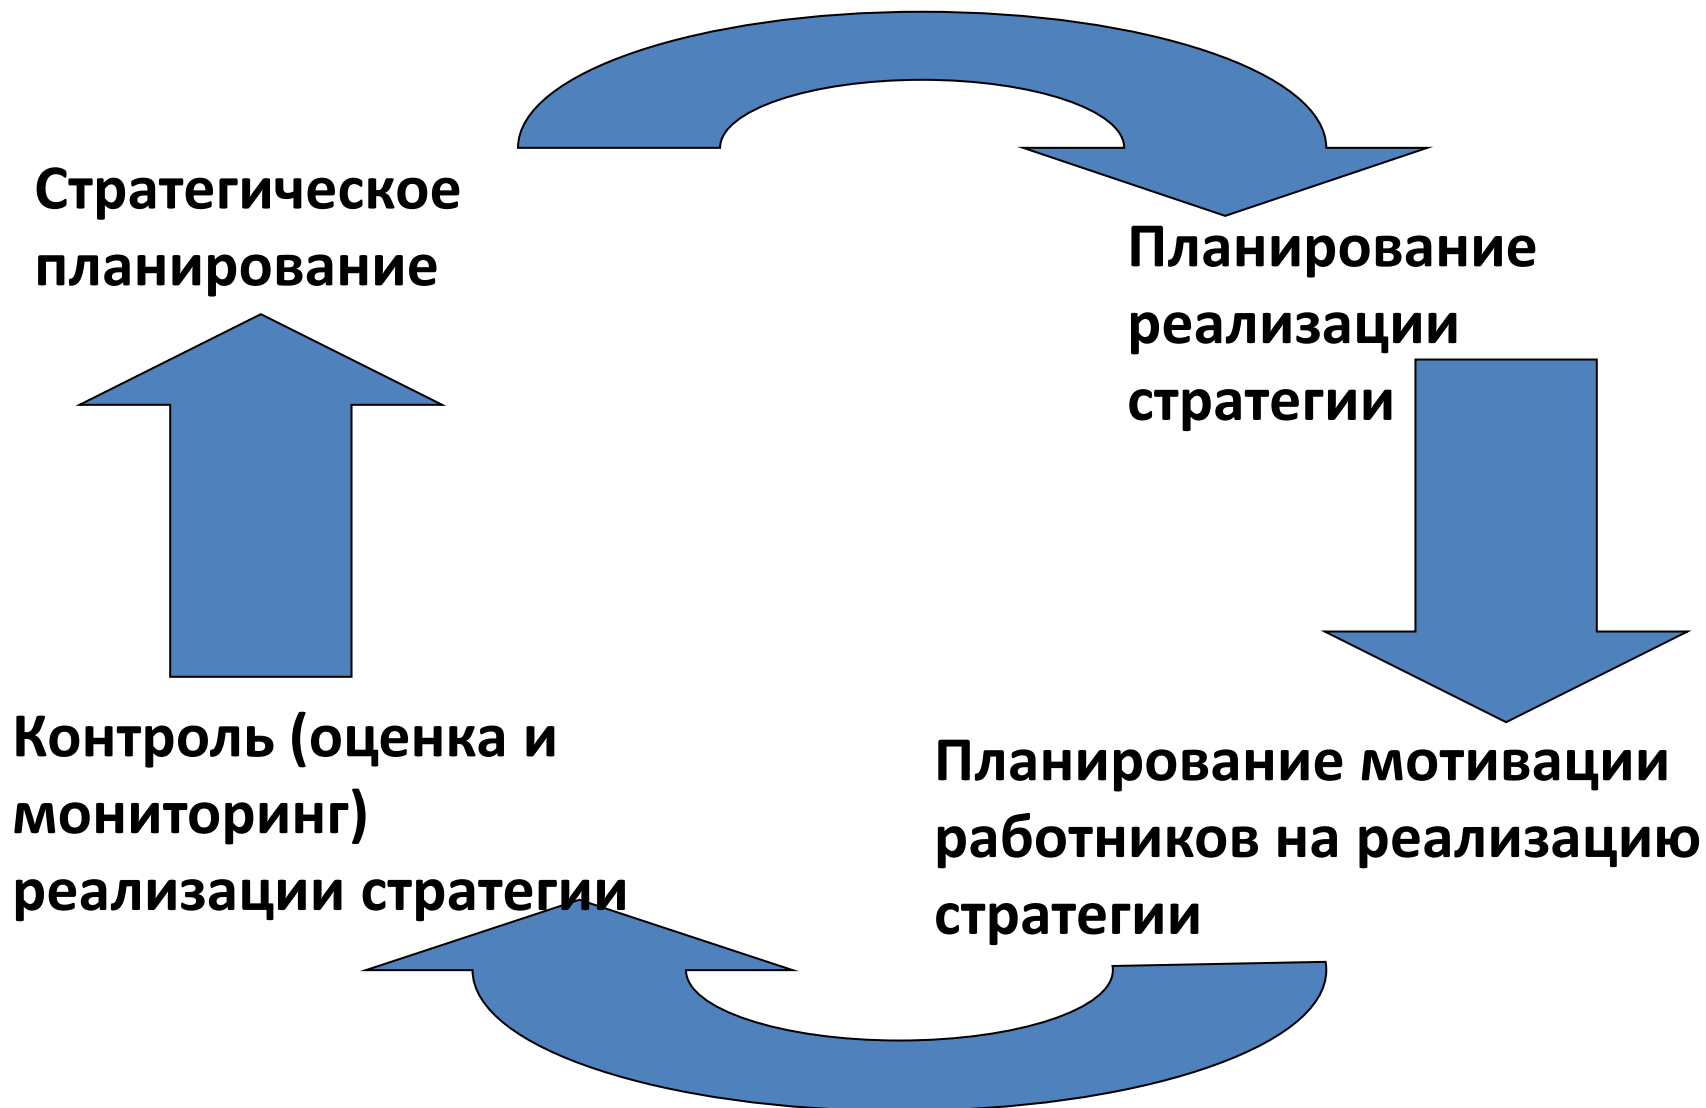 Стратегическое
планирование
Планирование
реализации
стратегии
Планирование мотивации
работников на реализацию
стратегии
Контроль (оценка и
мониторинг)
реализации стратегии